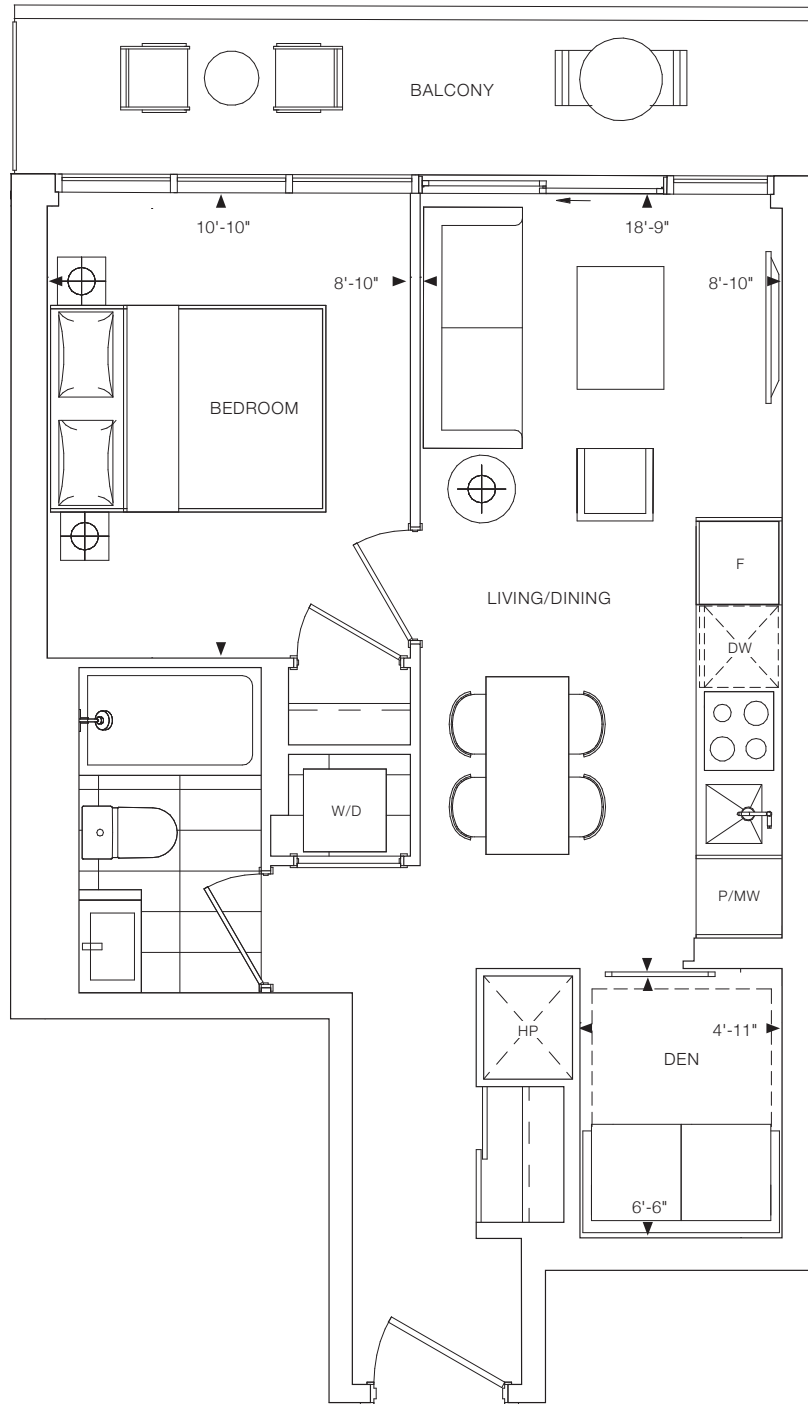 BALCONY
10'-10"
18'-9"
8'-10"
8'-10"
BEDROOM
F
LIVING/DINING
DW
W/D
P/MW
HP
4'-11"
DEN
6'-6"